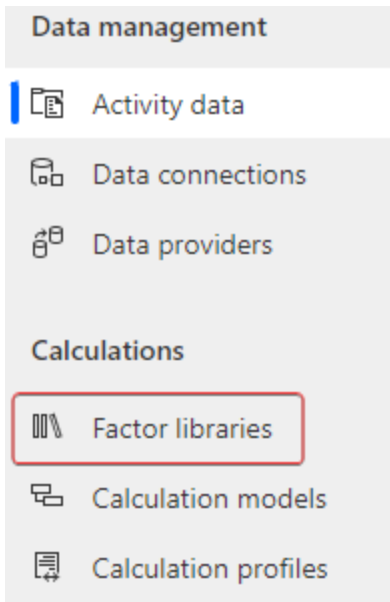 Data management
Activity data
Data connections
Data providers
Calculations
Factor libraries
Calculation models
Calculation profiles